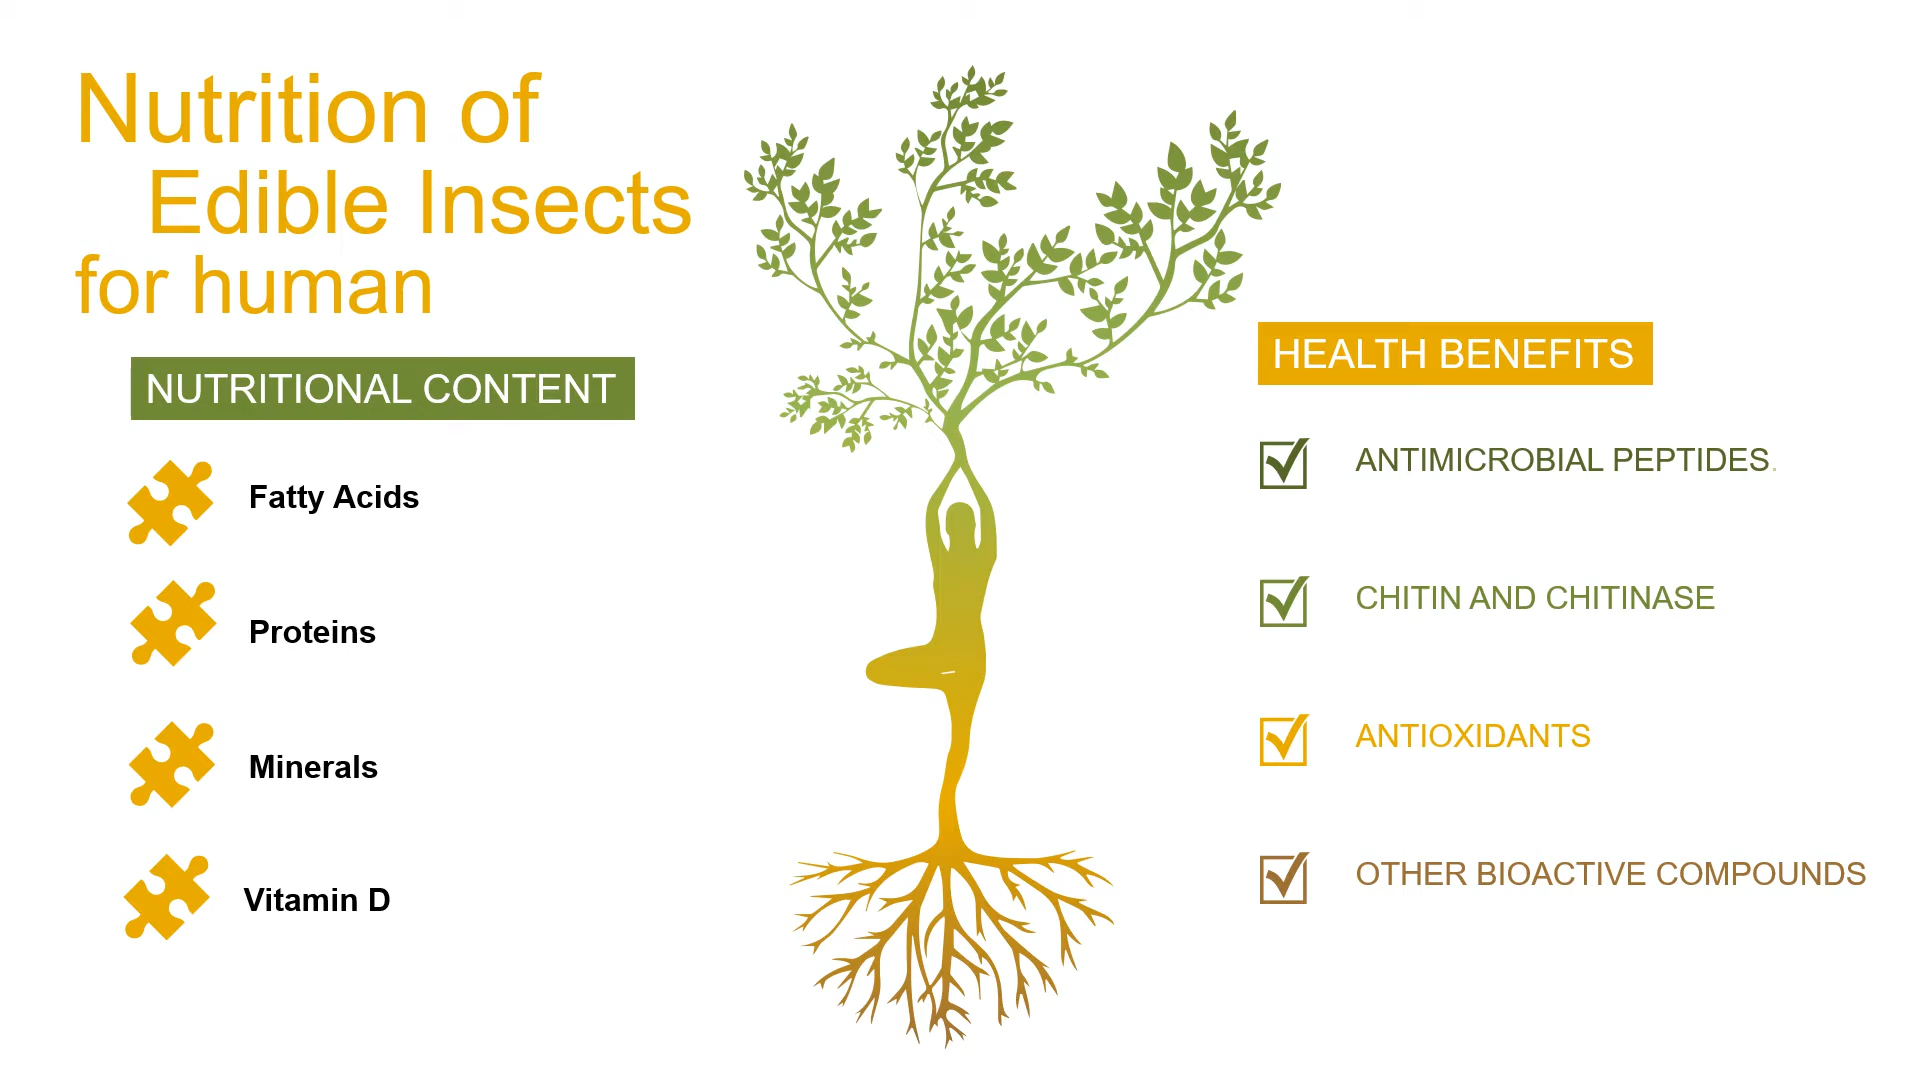 Nutrition of
Edible Insects
for human
NUTRITIONAL CONTENT
Fatty Acids
Proteins
Minerals
Vitamin D
HEALTH BENEFITS
ANTIMICROBIAL PEPTIDES.
CHITIN AND CHITINASE
ANTIOXIDANTS
OTHER BIOACTIVE COMPOUNDS